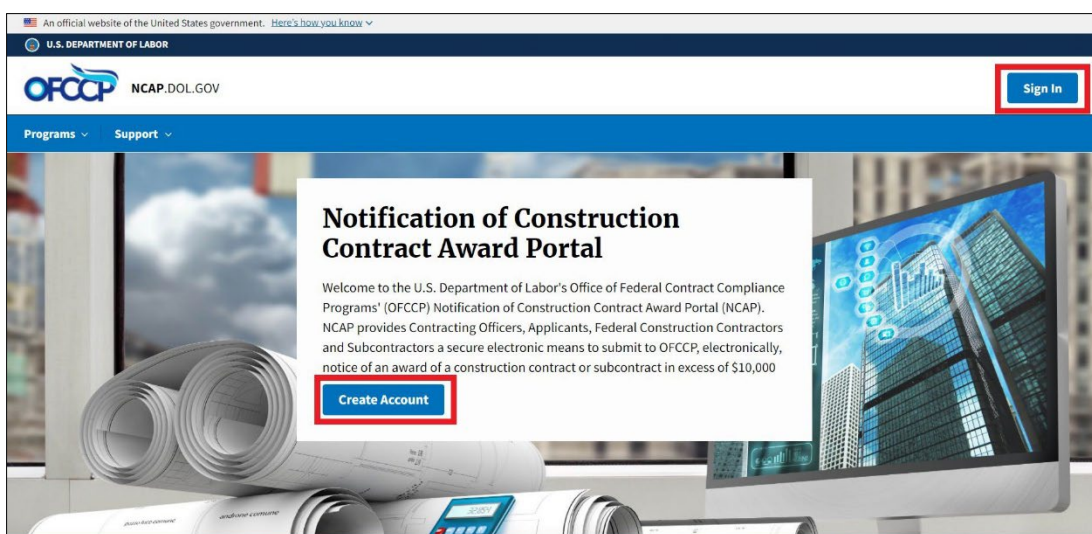 An official website of the United States government. Here's how you know
U.S. DEPARTMENT OF LABOR
OFCCP NCAP.DOL.GOV
Sign In
Programs Support
Notification of Construction
Contract Award Portal
Welcome to the U.S. Department of Labor's Office of Federal Contract Compliance
Programs' (OFCCP) Notification of Construction Contract Award Portal (NCAP).
NCAP provides Contracting Officers, Applicants, Federal Construction Contractors
and Subcontractors a secure electronic means to submit to OFCCP, electronically,
notice of an award of a construction contract or subcontract in excess of $10,000
Create Account
androne comune